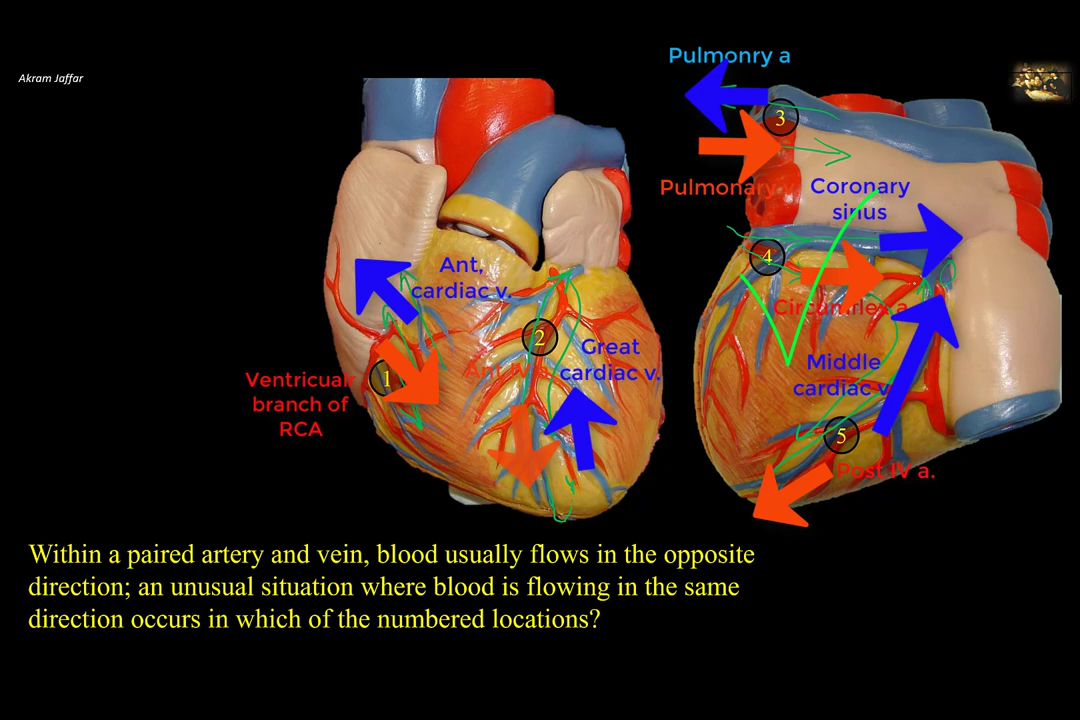 Akram Jaffar
Pulmonry a
3
Pulmonary
Coronary
sinus
4
Circumflex a.
Ant,
cardiac v.
2
Great
cardiac v.
Ventricualr
branch of
RCA
1
Middle
cardiac v
5
Post IV a.
Within a paired artery and vein, blood usually flows in the opposite
direction; an unusual situation where blood is flowing in the same
direction occurs in which of the numbered locations?